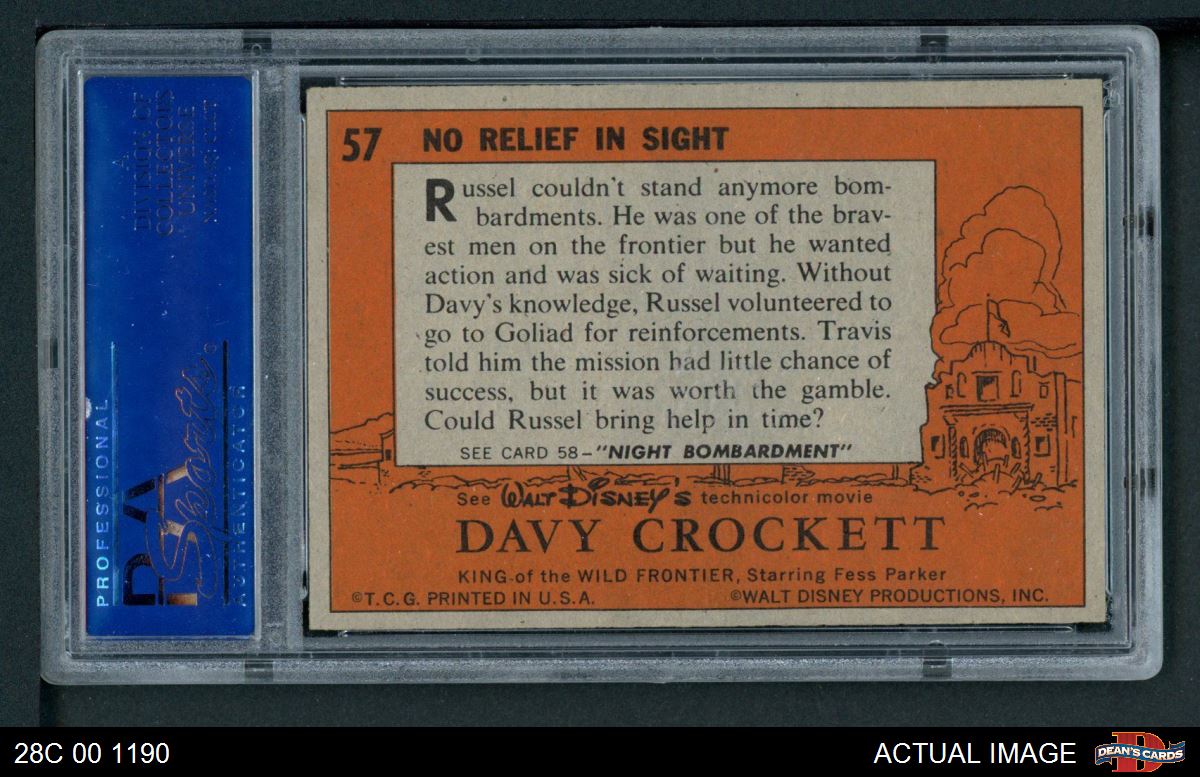 DIVISION OF
COLLECTORS
UNIVERSE
PROFESSIONAL
PSA
Sports
AUTHENTICATOR
57 NO RELIEF IN SIGHT
Russel couldn't stand anymore bom-
bardments. He was one of the brav-
est men on the frontier but he wanted
action and was sick of waiting. Without
Davy's knowledge, Russel volunteered to
go to Goliad for reinforcements. Travis
told him the mission had little chance of
success, but it was worth the gamble.
Could Russel bring help in time?
SEE CARD 58-"NIGHT BOMBARDMENT"
See WALT DISNEY'S technicolor movie
DAVY CROCKETT
KING of the WILD FRONTIER, Starring Fess Parker
©T.C.G. PRINTED IN U.S.A. ©WALT DISNEY PRODUCTIONS, INC.
28C 00 1190
ACTUAL IMAGE
DEAN'S CARDS